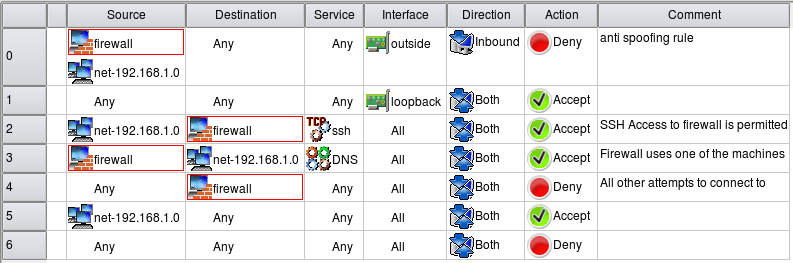 Source Destination Service Interface Direction Action Comment
0 firewall Any Any outside Inbound Deny anti spoofing rule
net-192.168.1.0
1 Any Any Any loopback Both Accept
2 net-192.168.1.0 firewall TCP ssh All Both Accept SSH Access to firewall is permitted
3 firewall net-192.168.1.0 DNS All Both Accept Firewall uses one of the machines
4 Any firewall Any All Both Deny All other attempts to connect to
5 net-192.168.1.0 Any Any All Both Accept
6 Any Any Any All Both Deny